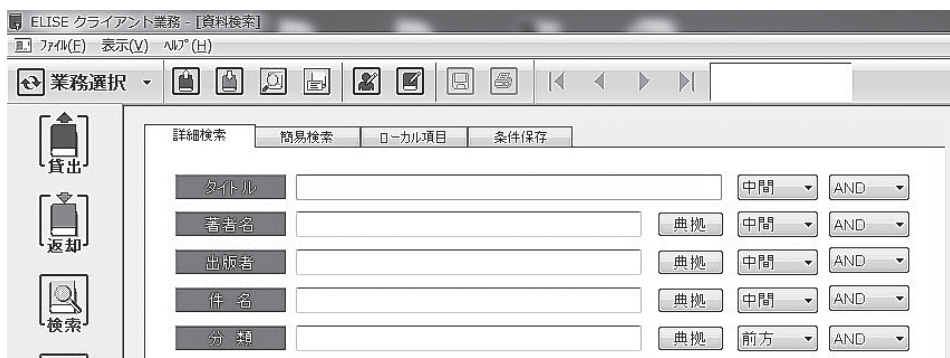 ELISE クライアント業務 - [資料検索]
ファイル(F) 表示(V) ヘルプ(H)
業務選択
貸出
返却
検索
詳細検索 簡易検索 ローカル項目 条件保存
タイトル 中間 AND
著者名 典拠 中間 AND
出版者 典拠 中間 AND
件 名 典拠 中間 AND
分 類 典拠 前方 AND